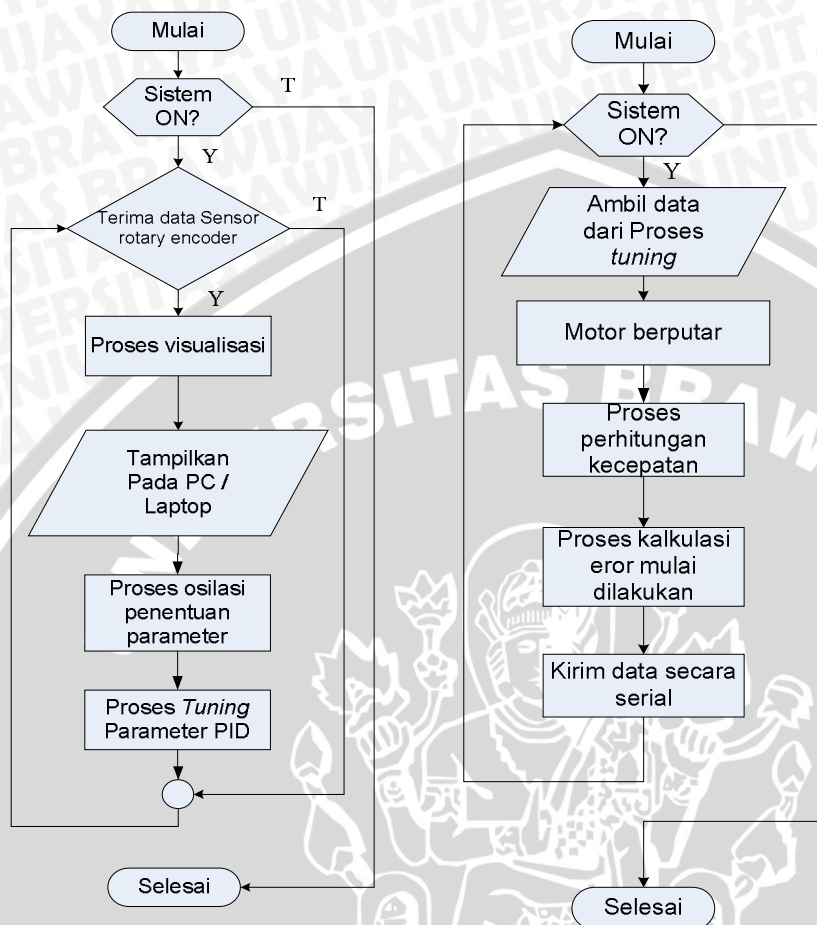 Mulai
Sistem
ON?
T
Y
Terima data Sensor
rotary encoder
T
Y
Proses visualisasi
Tampilkan
Pada PC /
Laptop
Proses osilasi
penentuan
parameter
Proses Tuning
Parameter PID
Selesai
Mulai
Sistem
ON?
Y
Ambil data
dari Proses
tuning
Motor berputar
Proses
perhitungan
kecepatan
Proses kalkulasi
eror mulai
dilakukan
Kirim data secara
serial
Selesai